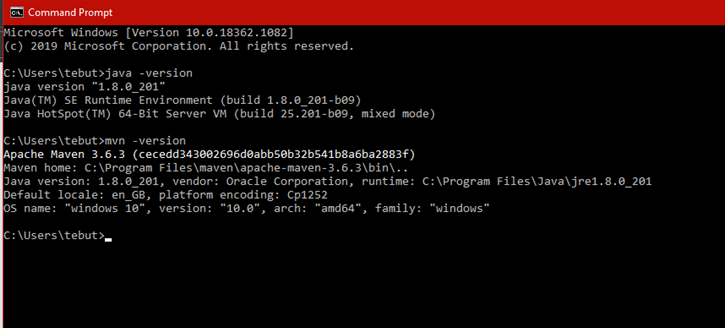 Command Prompt
Microsoft Windows [Version 10.0.18362.1082]
(c) 2019 Microsoft Corporation. All rights reserved.
C:\Users\tebut>java -version
java version "1.8.0_201"
Java(TM) SE Runtime Environment (build 1.8.0_201-b09)
Java HotSpot(TM) 64-Bit Server VM (build 25.201-b09, mixed mode)
C:\Users\tebut>mvn -version
Apache Maven 3.6.3 (cecedd343002696d0abb50b32b541b8a6ba2883f)
Maven home: C:\Program Files\maven\apache-maven-3.6.3\bin\..
Java version: 1.8.0_201, vendor: Oracle Corporation, runtime: C:\Program Files\Java\jre1.8.0_201
Default locale: en_GB, platform encoding: Cp1252
OS name: "windows 10", version: "10.0", arch: "amd64", family: "windows"
C:\Users\tebut>